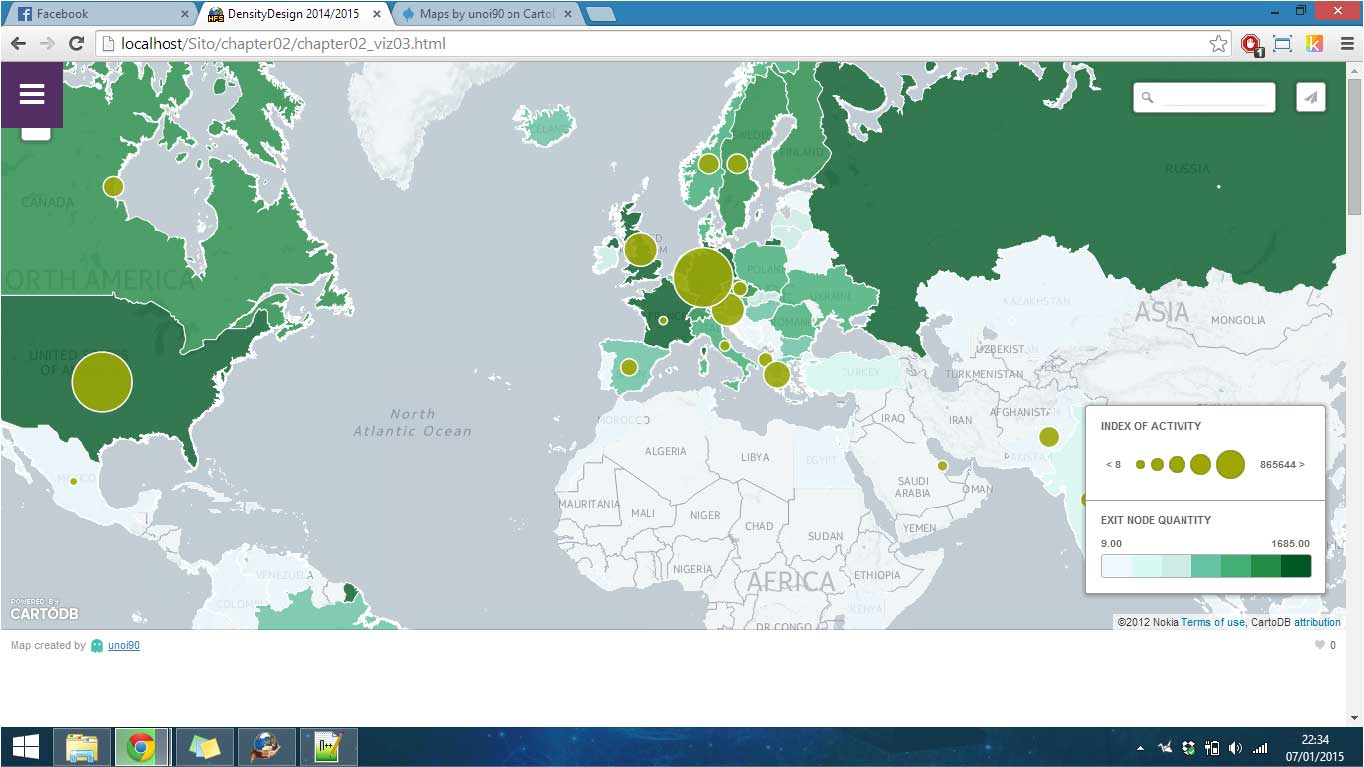 Facebook
DensityDesign 2014/2015
Maps by unoi90 on CartoD
localhost/Sito/chapter02/chapter02_viz03.html
1
ICELAND
SWEDEN
FINLAND
RUSSIA
CANADA
NORTH AMERICA
POLAND
UKRAINE
KAZAKHSTAN
ASIA
MONGOLIA
FRANCE
ROMANIA
UNITED STATES
OF A
UZBEKIST
TURKMENISTAN
TURKEY
North
Atlantic Ocean
MOROCCO
IRAQ
IRAN
AFGHANISTAN
ALGERIA
LIBYA
EGYPT
PAKISTAN
SAUDI
ARABIA
OMAN
MEXICO
MAURITANIA
MALI
NIGER
CHAD
SUDAN
YEMEN
NIGERIA
AFRICA
ETHIOPIA
VENEZUELA
COLOMB
KENYA
DR CONGO
INDEX OF ACTIVITY
< 8
865644 >
EXIT NODE QUANTITY
9.00
1685.00
POWERED BY
CARTODB
©2012 Nokia Terms of use, CartoDB attribution
Map created by unoi90
0
22:34
07/01/2015